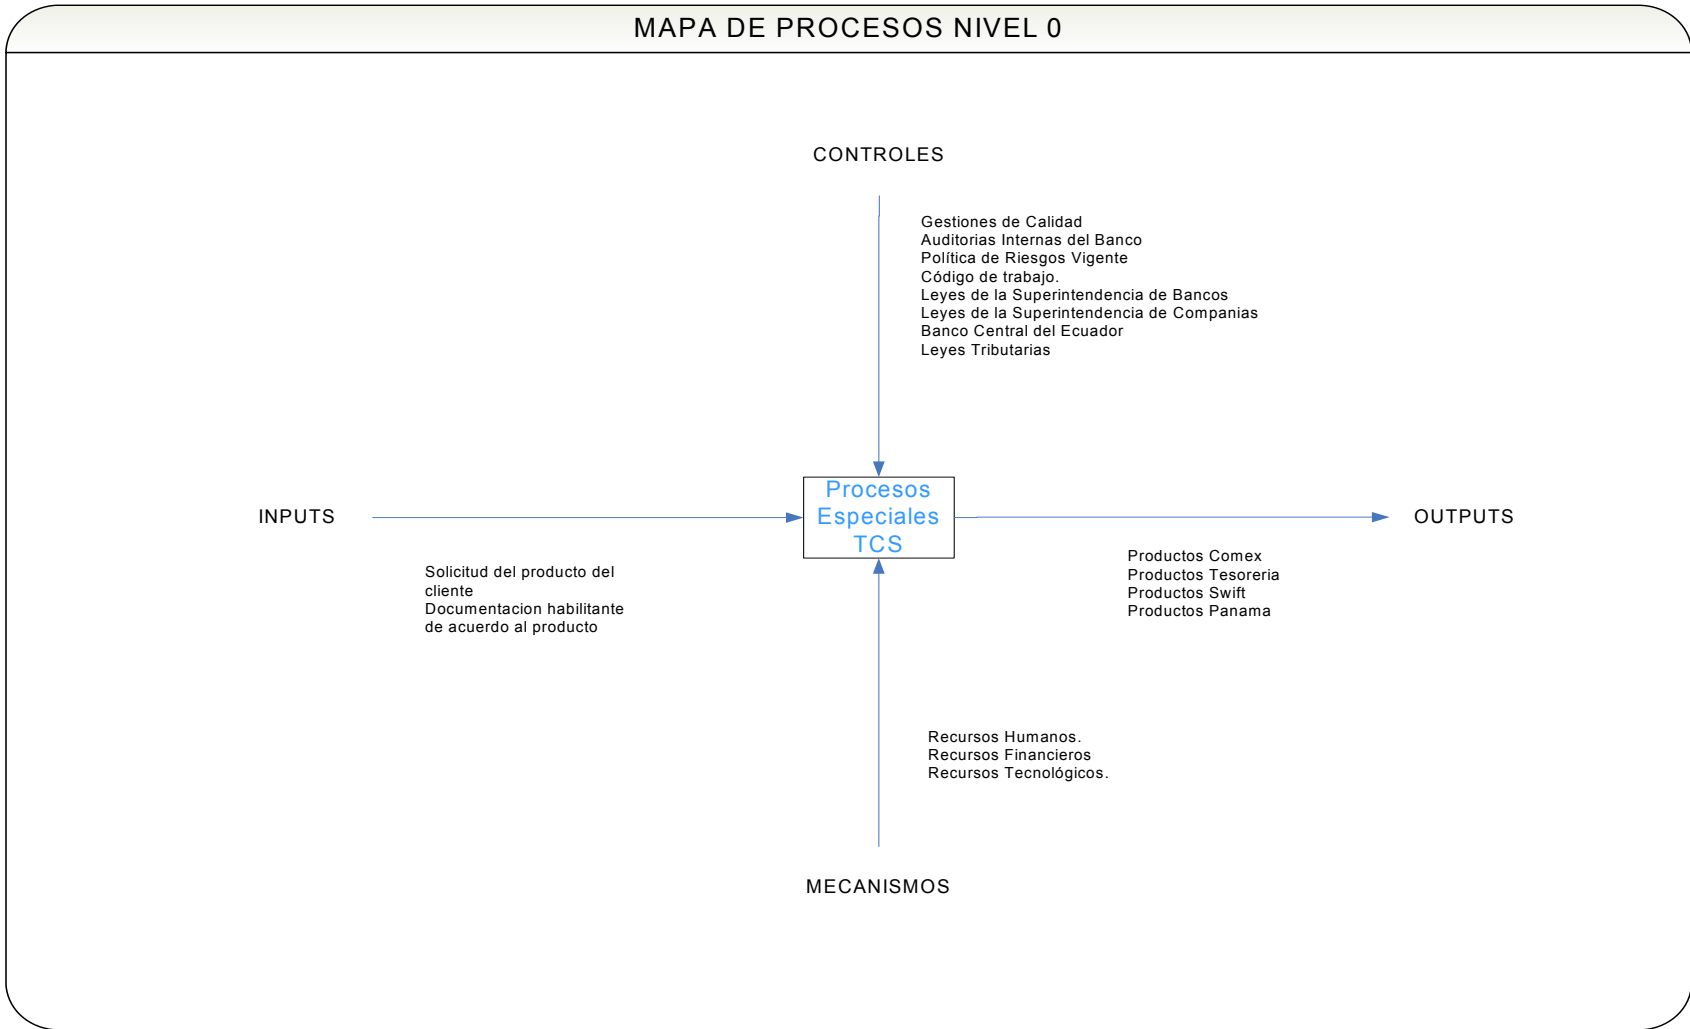 MAPA DE PROCESOS NIVEL 0
CONTROLES
Gestiones de Calidad
Auditorias Internas del Banco
Política de Riesgos Vigente
Código de trabajo.
Leyes de la Superintendencia de Bancos
Leyes de la Superintendencia de Companias
Banco Central del Ecuador
Leyes Tributarias
INPUTS
Solicitud del producto del
cliente
Documentacion habilitante
de acuerdo al producto
Procesos
Especiales
TCS
OUTPUTS
Productos Comex
Productos Tesoreria
Productos Swift
Productos Panama
Recursos Humanos.
Recursos Financieros
Recursos Tecnológicos.
MECANISMOS